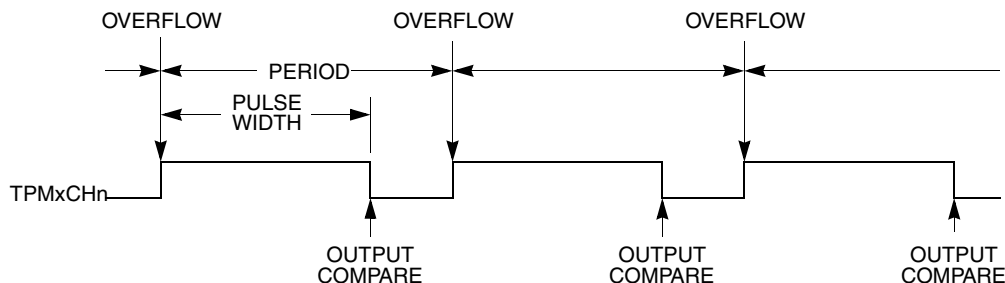 OVERFLOW OVERFLOW OVERFLOW
PERIOD
PULSE
WIDTH
TPMxCHn
OUTPUT
COMPARE
OUTPUT
COMPARE
OUTPUT
COMPARE